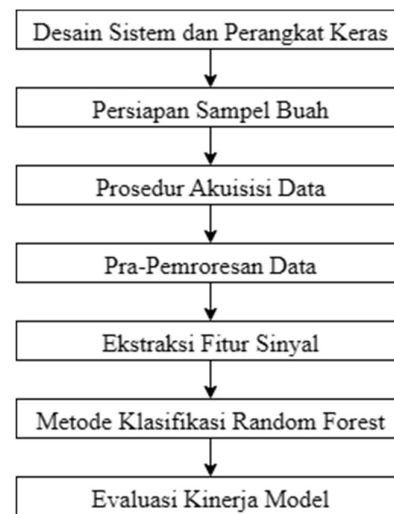 Desain Sistem dan Perangkat Keras
Persiapan Sampel Buah
Prosedur Akuisisi Data
Pra-Pemroresan Data
Ekstraksi Fitur Sinyal
Metode Klasifikasi Random Forest
Evaluasi Kinerja Model